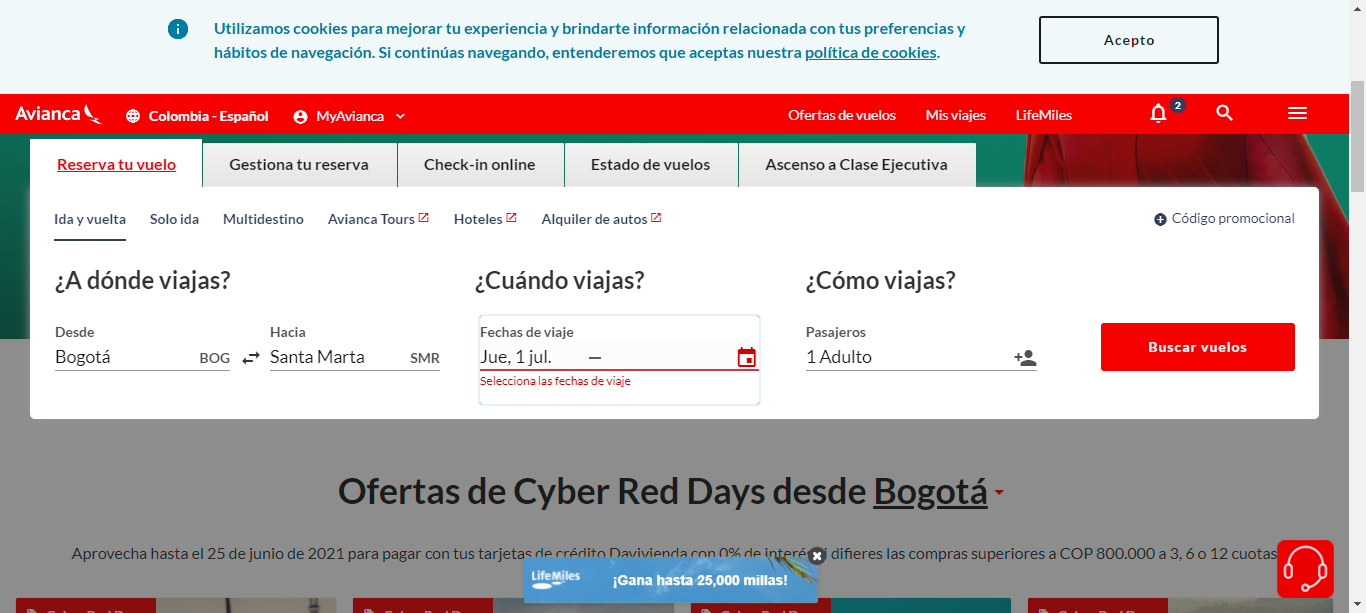 Utilizamos cookies para mejorar tu experiencia y brindarte información relacionada con tus preferencias y
hábitos de navegación. Si continúas navegando, entenderemos que aceptas nuestra política de cookies.
Acepto
Avianca
Colombia - Español
MyAvianca
Ofertas de vuelos
Mis viajes
LifeMiles
2
Reserva tu vuelo
Gestiona tu reserva
Check-in online
Estado de vuelos
Ascenso a Clase Ejecutiva
Ida y vuelta
Solo ida
Multidestino
Avianca Tours
Hoteles
Alquiler de autos
Código promocional
¿A dónde viajas?
¿Cuándo viajas?
¿Cómo viajas?
Desde
Hacia
Fechas de viaje
Pasajeros
Bogotá BOG
Santa Marta SMR
Jue, 1 jul. —
1 Adulto
Buscar vuelos
Selecciona las fechas de viaje
Ofertas de Cyber Red Days desde Bogotá
Aprovecha hasta el 25 de junio de 2021 para pagar con tus tarjetas de crédito Davivienda con 0% de interés si difieres las compras superiores a COP 800.000 a 3, 6 o 12 cuotas
LifeMiles
¡Gana hasta 25,000 millas!